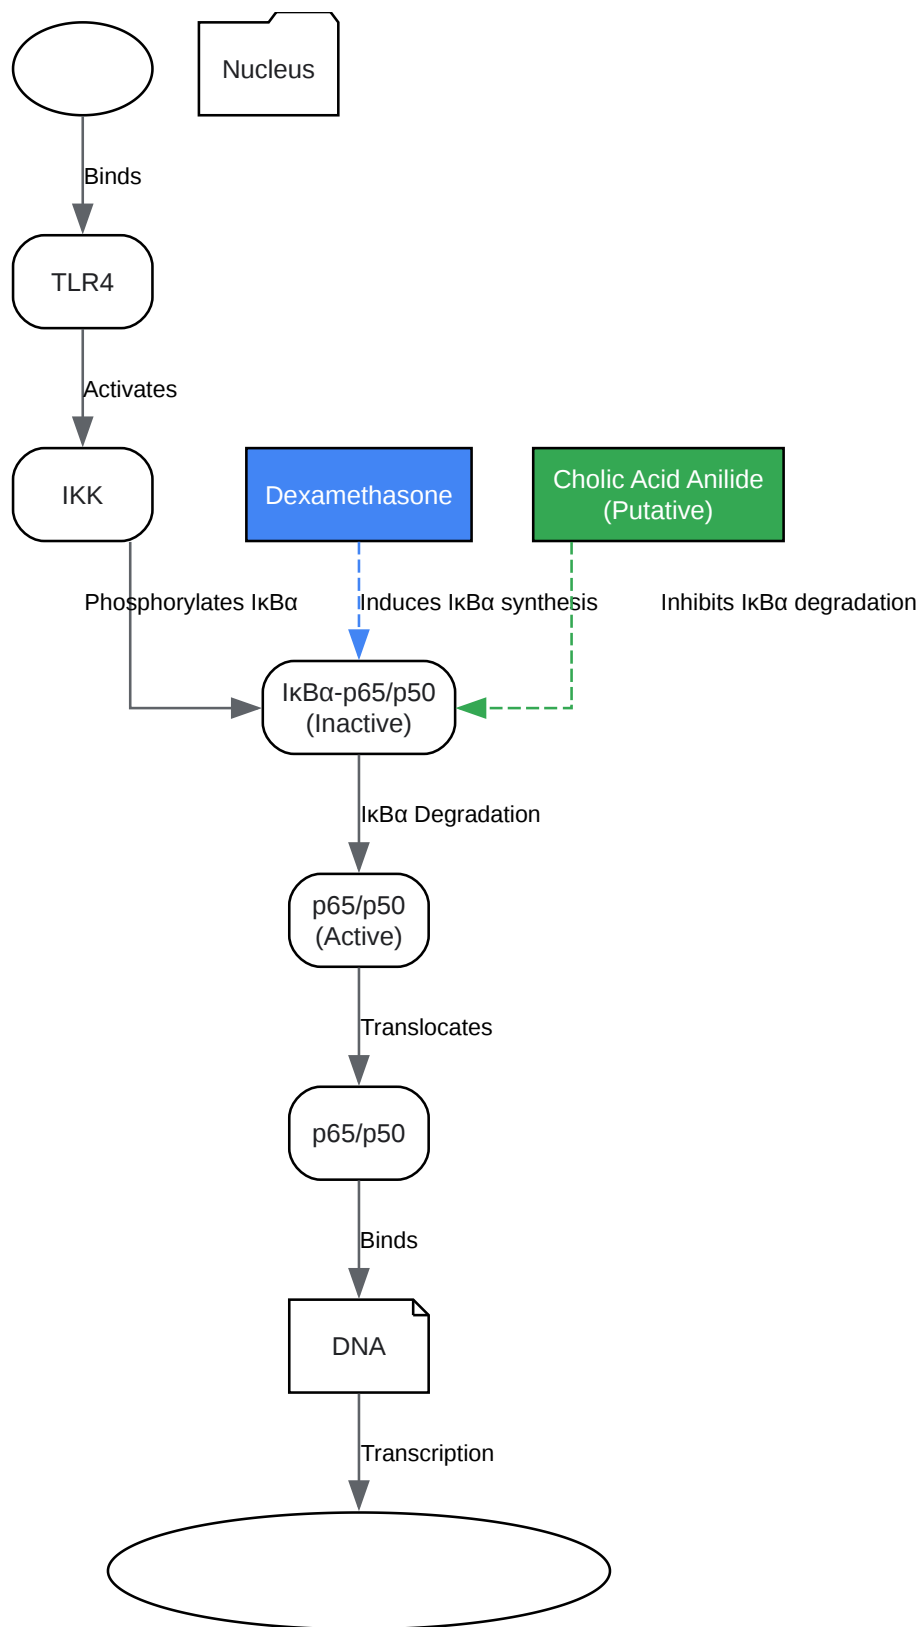 Nucleus
Binds
TLR4
Activates
IKK
Dexamethasone
Cholic Acid Anilide
(Putative)
Phosphorylates IκBα
Induces IκBα synthesis
Inhibits IκBα degradation
IκBα-p65/p50
(Inactive)
IκBα Degradation
p65/p50
(Active)
Translocates
p65/p50
Binds
DNA
Transcription